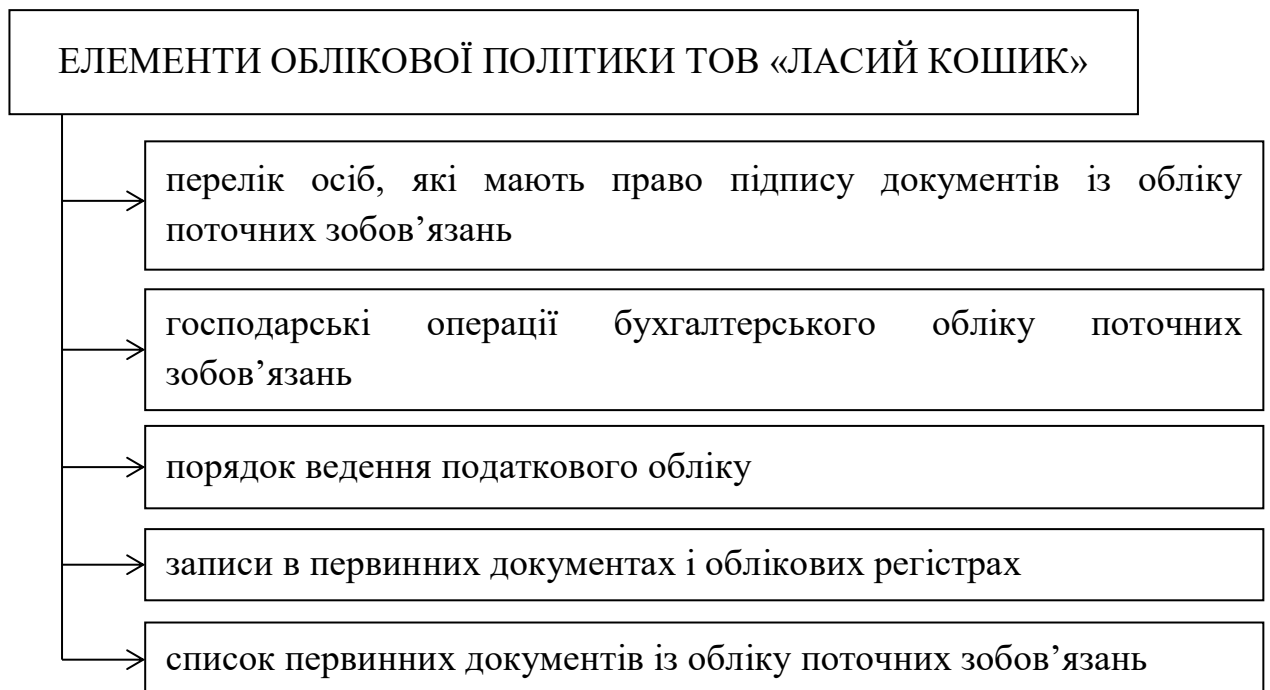 ЕЛЕМЕНТИ ОБЛІКОВОЇ ПОЛІТИКИ ТОВ «ЛАСИЙ КОШИК»
перелік осіб, які мають право підпису документів із обліку
поточних зобов’язань
господарські операції бухгалтерського обліку поточних
зобов’язань
порядок ведення податкового обліку
записи в первинних документах і облікових регістрах
список первинних документів із обліку поточних зобов’язань